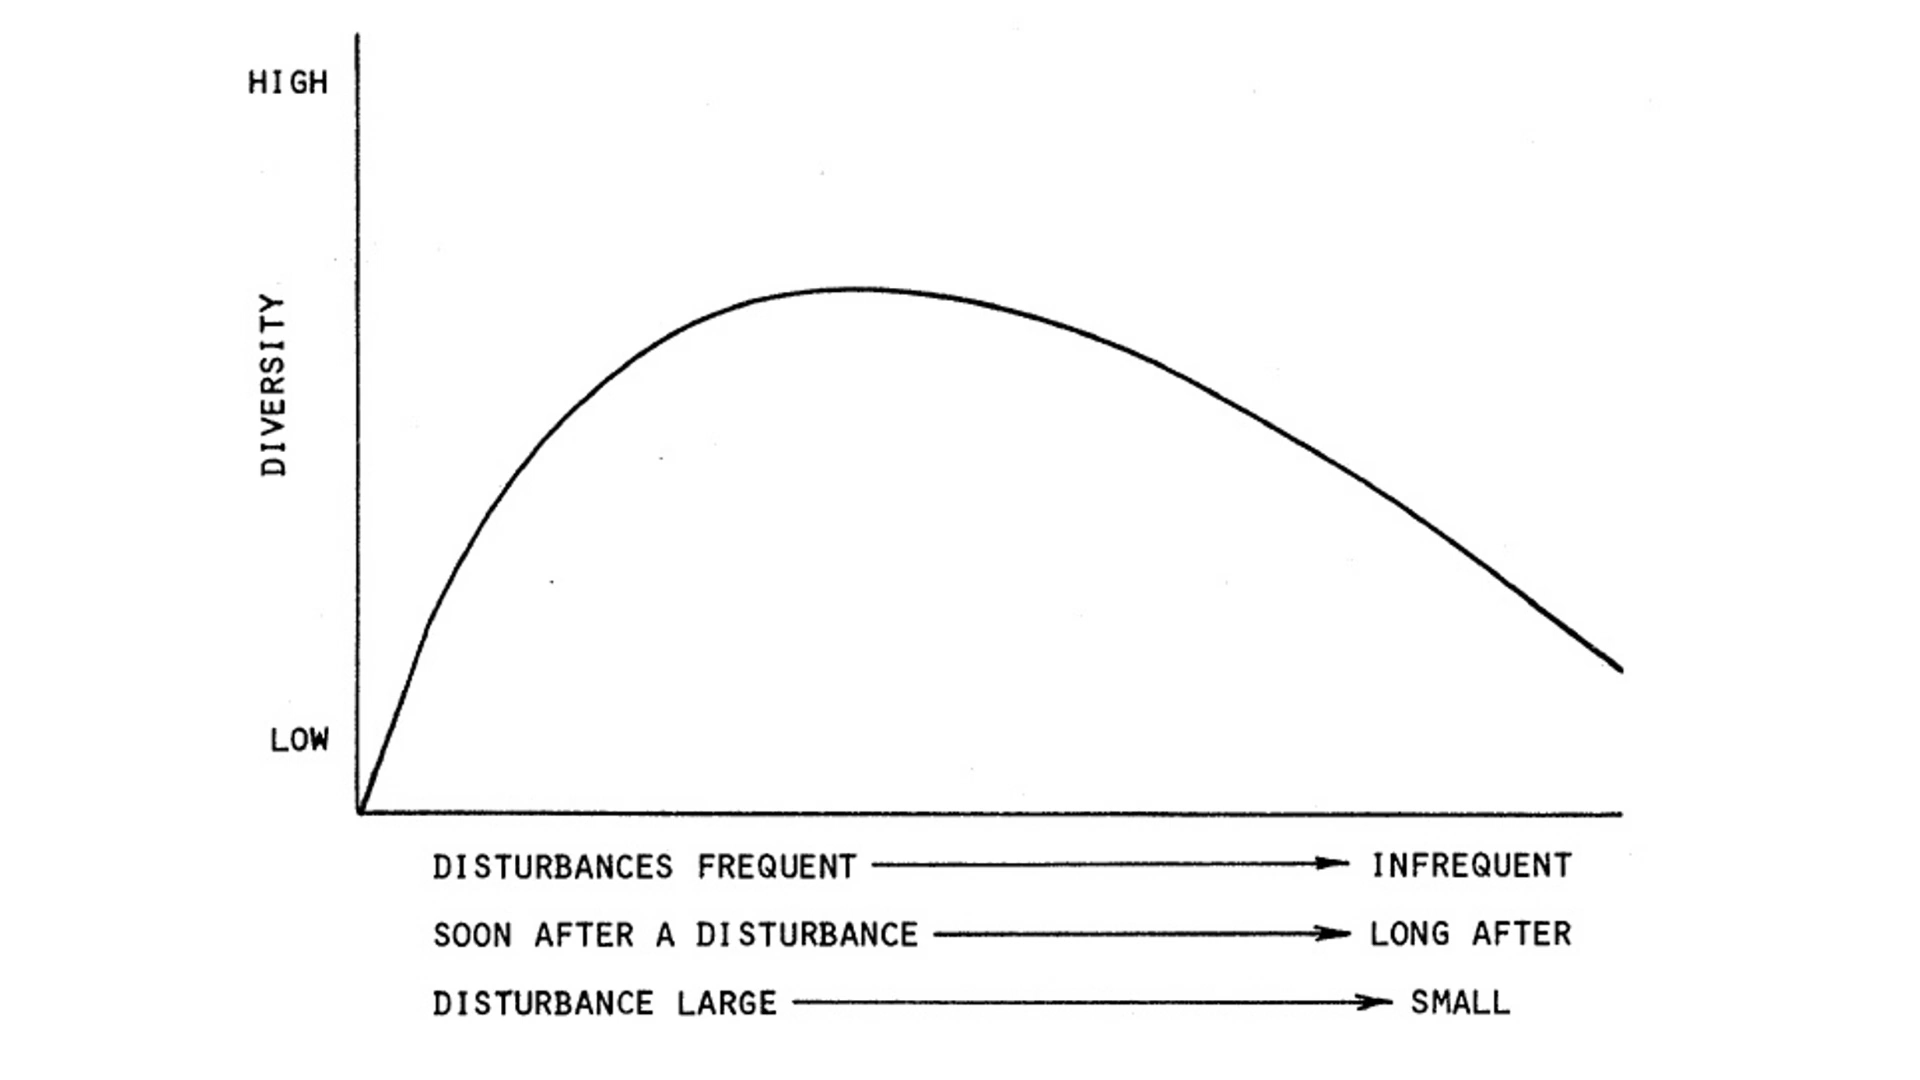 HIGH
DIVERSITY
LOW
DISTURBANCES FREQUENT INFREQUENT
SOON AFTER A DISTURBANCE LONG AFTER
DISTURBANCE LARGE SMALL